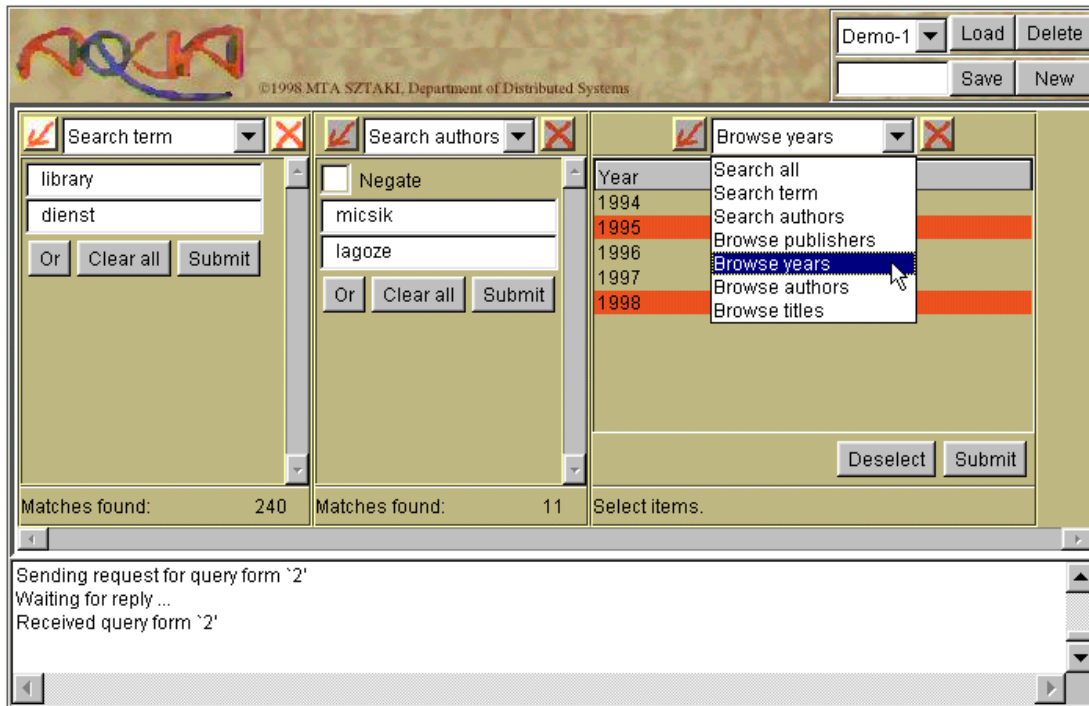 AQUA
©1998 MTA SZTAKI, Department of Distributed Systems
Demo-1 Load Delete
Save New
Search term
library
dienst
Or Clear all Submit
Matches found: 240
Search authors
Negate
micsik
lagoze
Or Clear all Submit
Matches found: 11
Browse years
Search all
Search term
Search authors
Browse publishers
Browse years
Browse authors
Browse titles
Year
1994
1995
1996
1997
1998
Deselect Submit
Select items.
Sending request for query form `2'
Waiting for reply ...
Received query form `2'